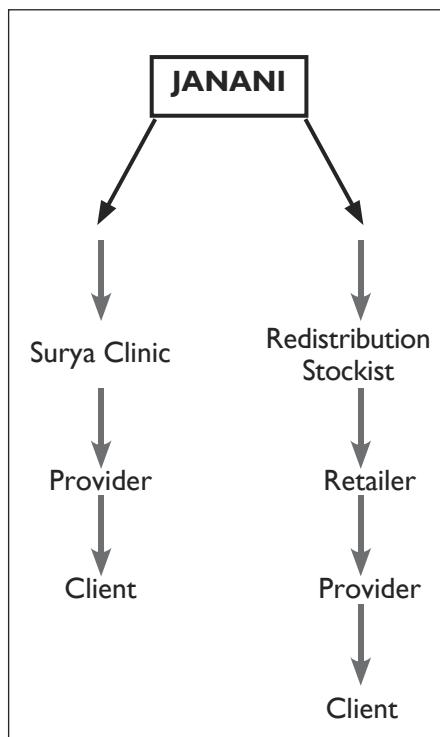 JANANI
Surya Clinic
Redistribution
Stockist
Provider
Retailer
Client
Provider
Client